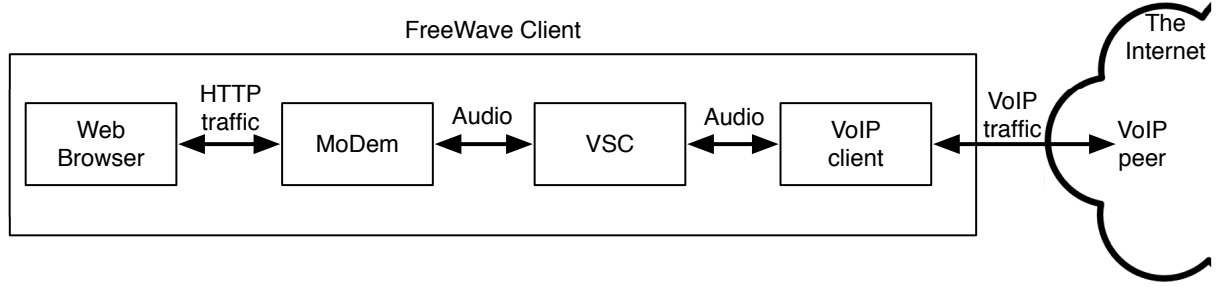 FreeWave Client
The
Internet
Web
Browser
HTTP
traffic
MoDem
Audio
VSC
Audio
VoIP
client
VoIP
traffic
VoIP
peer